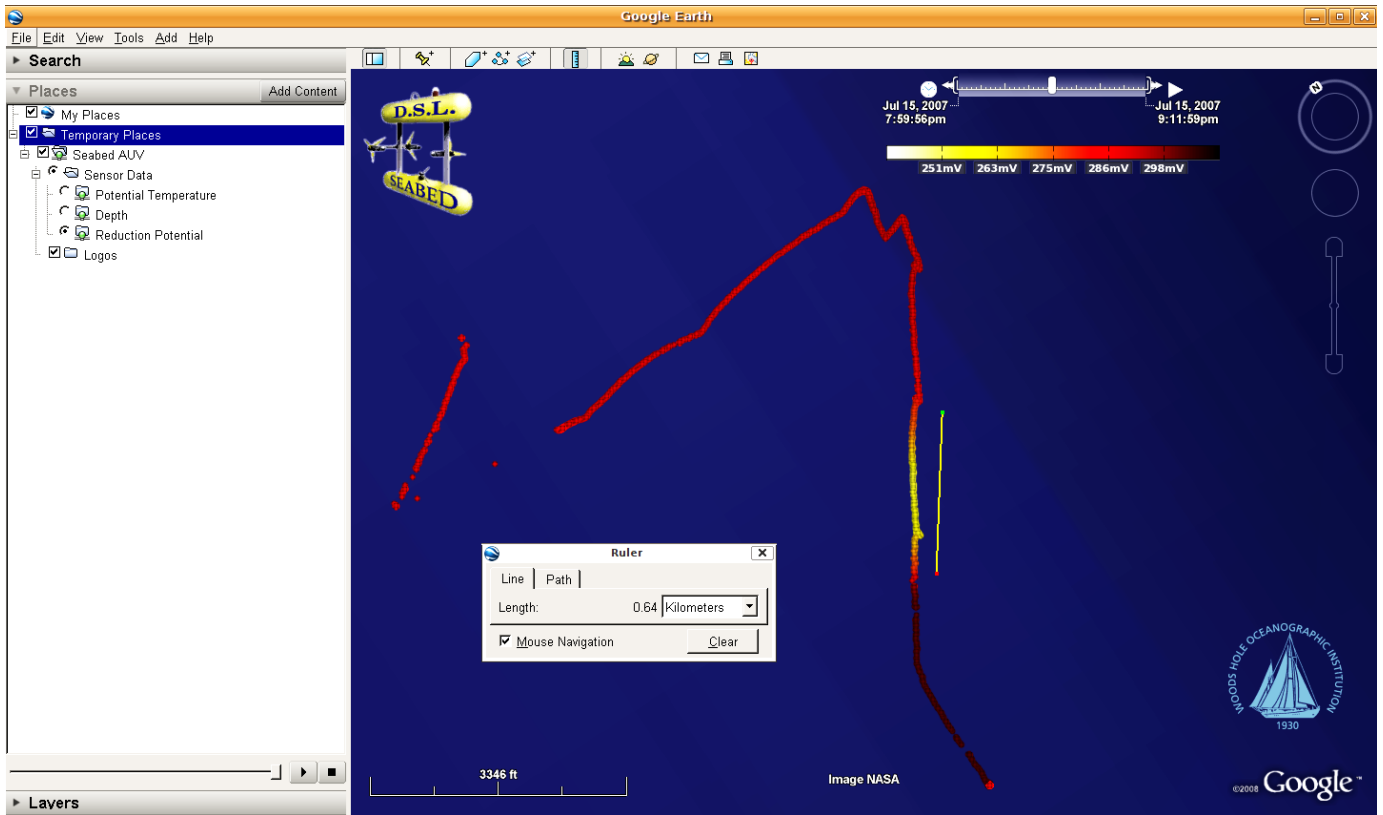 Google Earth
File Edit View Tools Add Help
Search
Places
Add Content
My Places
Temporary Places
Seabed AUV
Sensor Data
Potential Temperature
Depth
Reduction Potential
Logos
Layers
D.S.L.
SEABED
Jul 15, 2007
7:59:56pm
Jul 15, 2007
9:11:59pm
251mV 263mV 275mV 286mV 298mV
N
Ruler
Line Path
Length: 0.64 Kilometers
Mouse Navigation Clear
3346 ft
Image NASA
WOODS HOLE OCEANOGRAPHIC INSTITUTION
1930
©2008 Google™